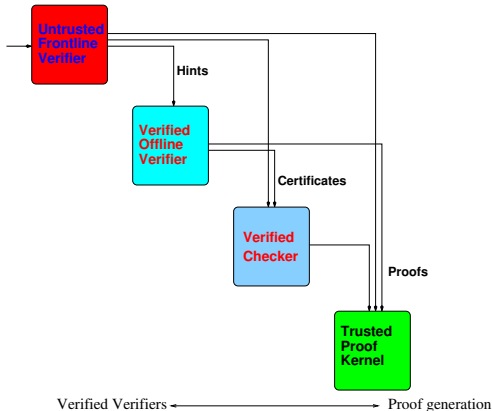 Untrusted
Frontline
Verifier
Hints
Verified
Offline
Verifier
Certificates
Verified
Checker
Proofs
Trusted
Proof
Kernel
Verified Verifiers
Proof generation